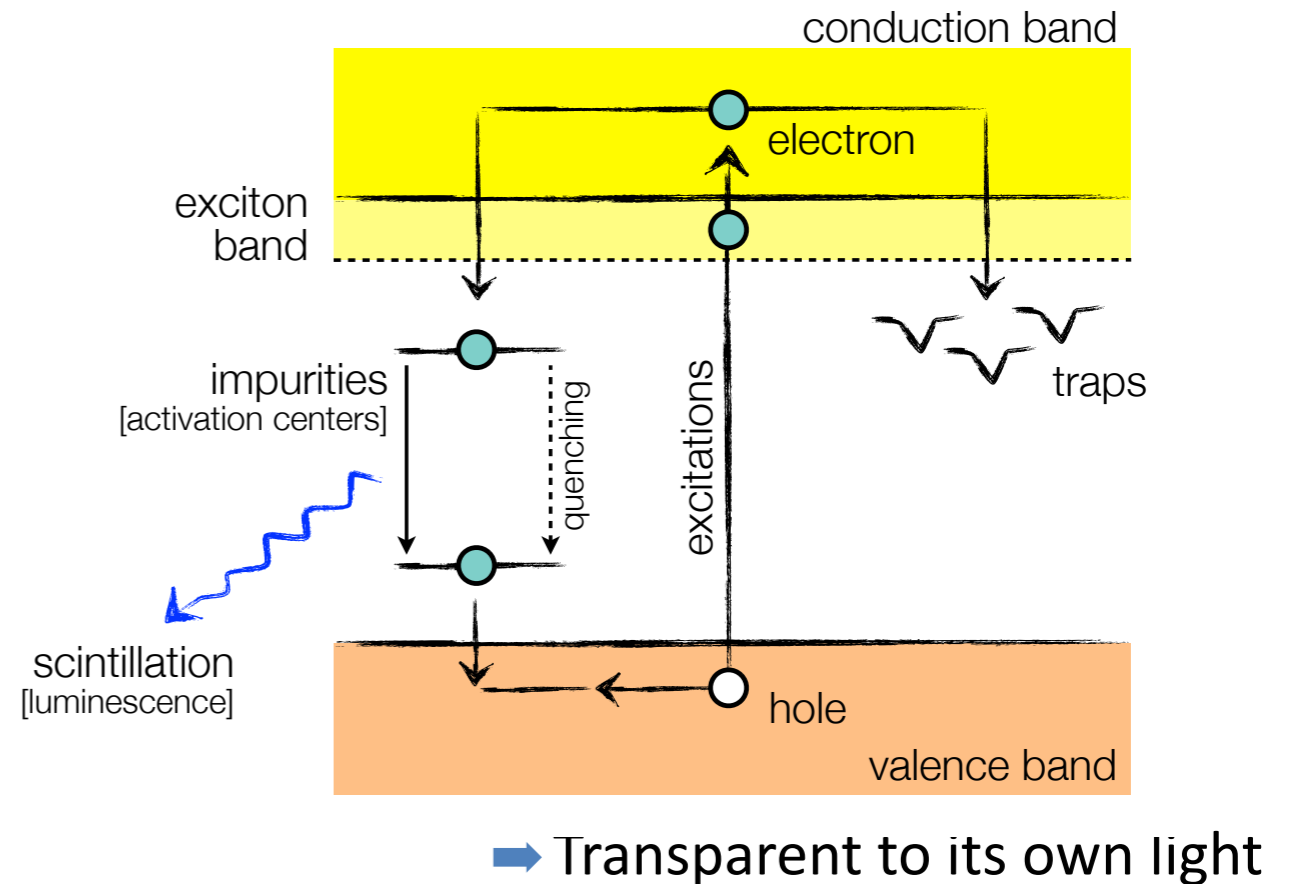 conduction band
electron
exciton
band
impurities
[activation centers]
quenching
excitations
traps
scintillation
[luminescence]
hole
valence band
Transparent to its own light